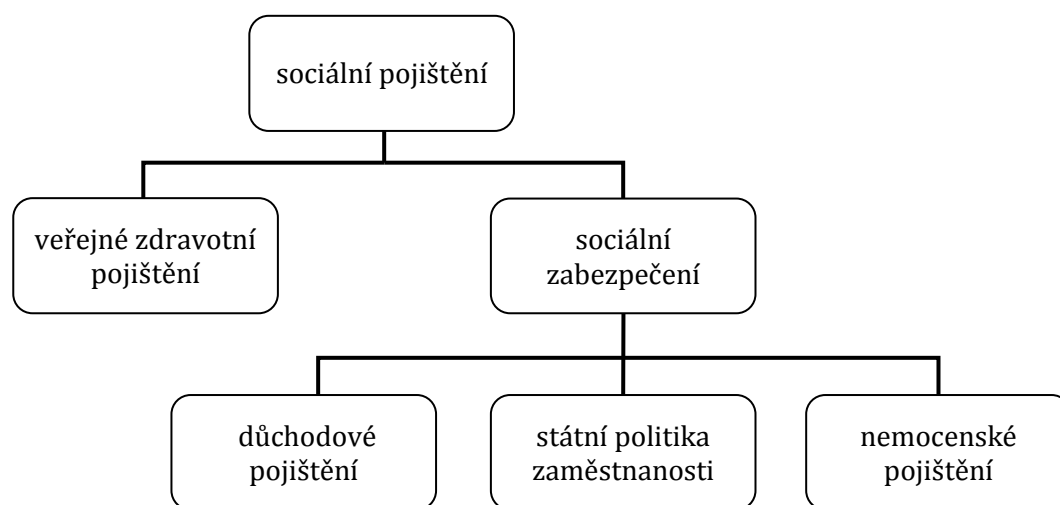 sociální pojištění
veřejné zdravotní
pojištění
sociální
zabezpečení
důchodové
pojištění
státní politika
zaměstnanosti
nemocenské
pojištění